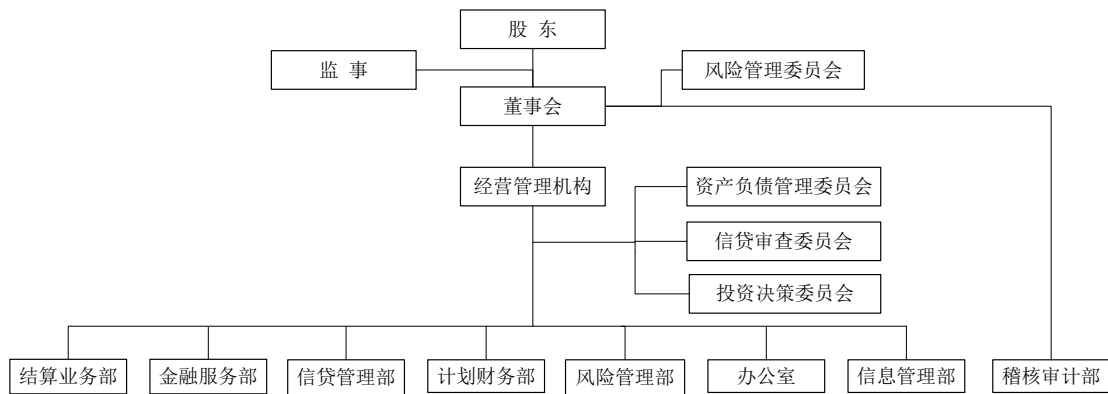 股 东
监 事
风险管理委员会
董事会
经营管理机构
资产负债管理委员会
信贷审查委员会
投资决策委员会
结算业务部
金融服务部
信贷管理部
计划财务部
风险管理部
办公室
信息管理部
稽核审计部